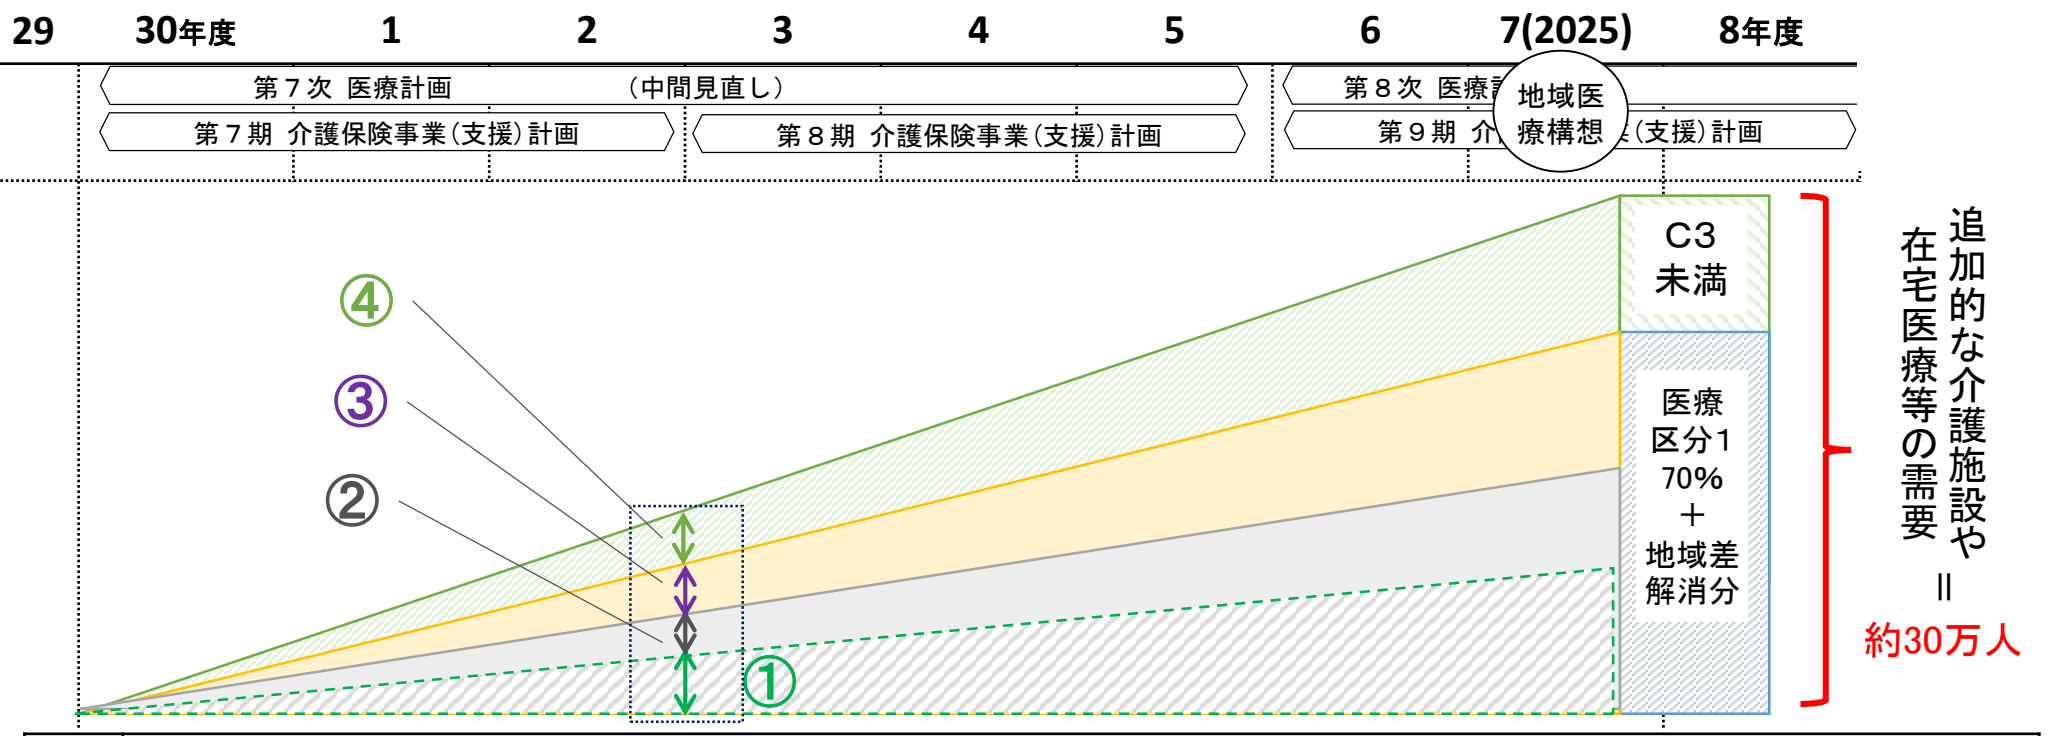 29 30年度 1 2 3 4 5 6 7(2025) 8年度
第7次 医療計画 (中間見直し)
第8次 医療計
第7期 介護保険事業(支援)計画
第8期 介護保険事業(支援)計画
第9期 介 (支援)計画
地域医
療構想
C3
未満
医療
区分1
70%
+
地域差
解消分
④
③
②
①
追加的な介護施設や
在宅医療等の需要
=
約30万人